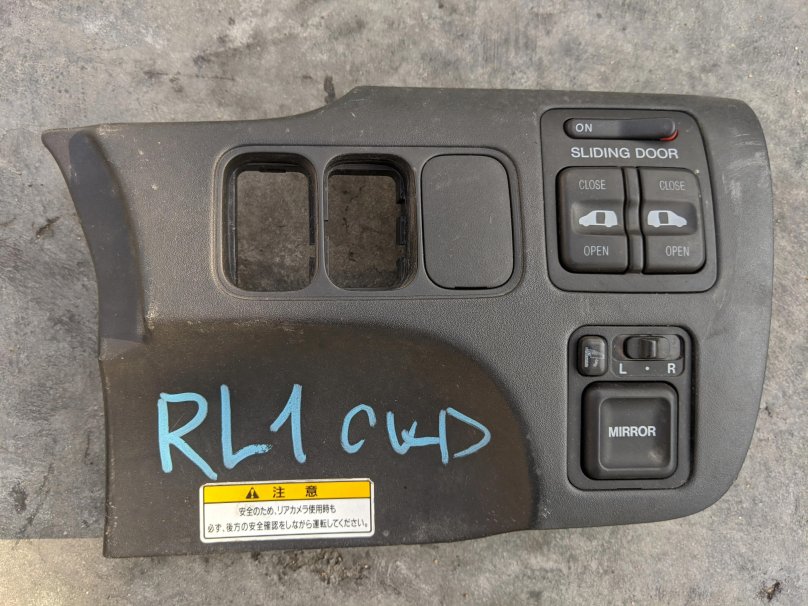 ON
SLIDING DOOR
CLOSE CLOSE
OPEN OPEN
L • R
MIRROR
RL1 CKD
⚠ 注 意
安全のため、リアカメラ使用時も
必ず、後方の安全確認をしながら運転してください。